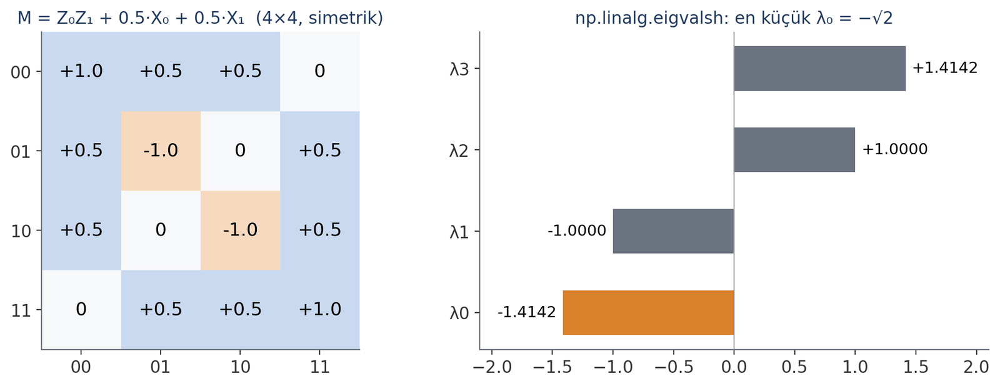 M = Z₀Z₁ + 0.5·X₀ + 0.5·X₁  (4×4, simetrik)
00 +1.0 +0.5 +0.5 0
01 +0.5 -1.0 0 +0.5
10 +0.5 0 -1.0 +0.5
11 0 +0.5 +0.5 +1.0
00 01 10 11
np.linalg.eigvalsh: en küçük λ₀ = −√2
λ3 +1.4142
λ2 +1.0000
λ1 -1.0000
λ0 -1.4142
−2.0 −1.5 −1.0 −0.5 0.0 0.5 1.0 1.5 2.0